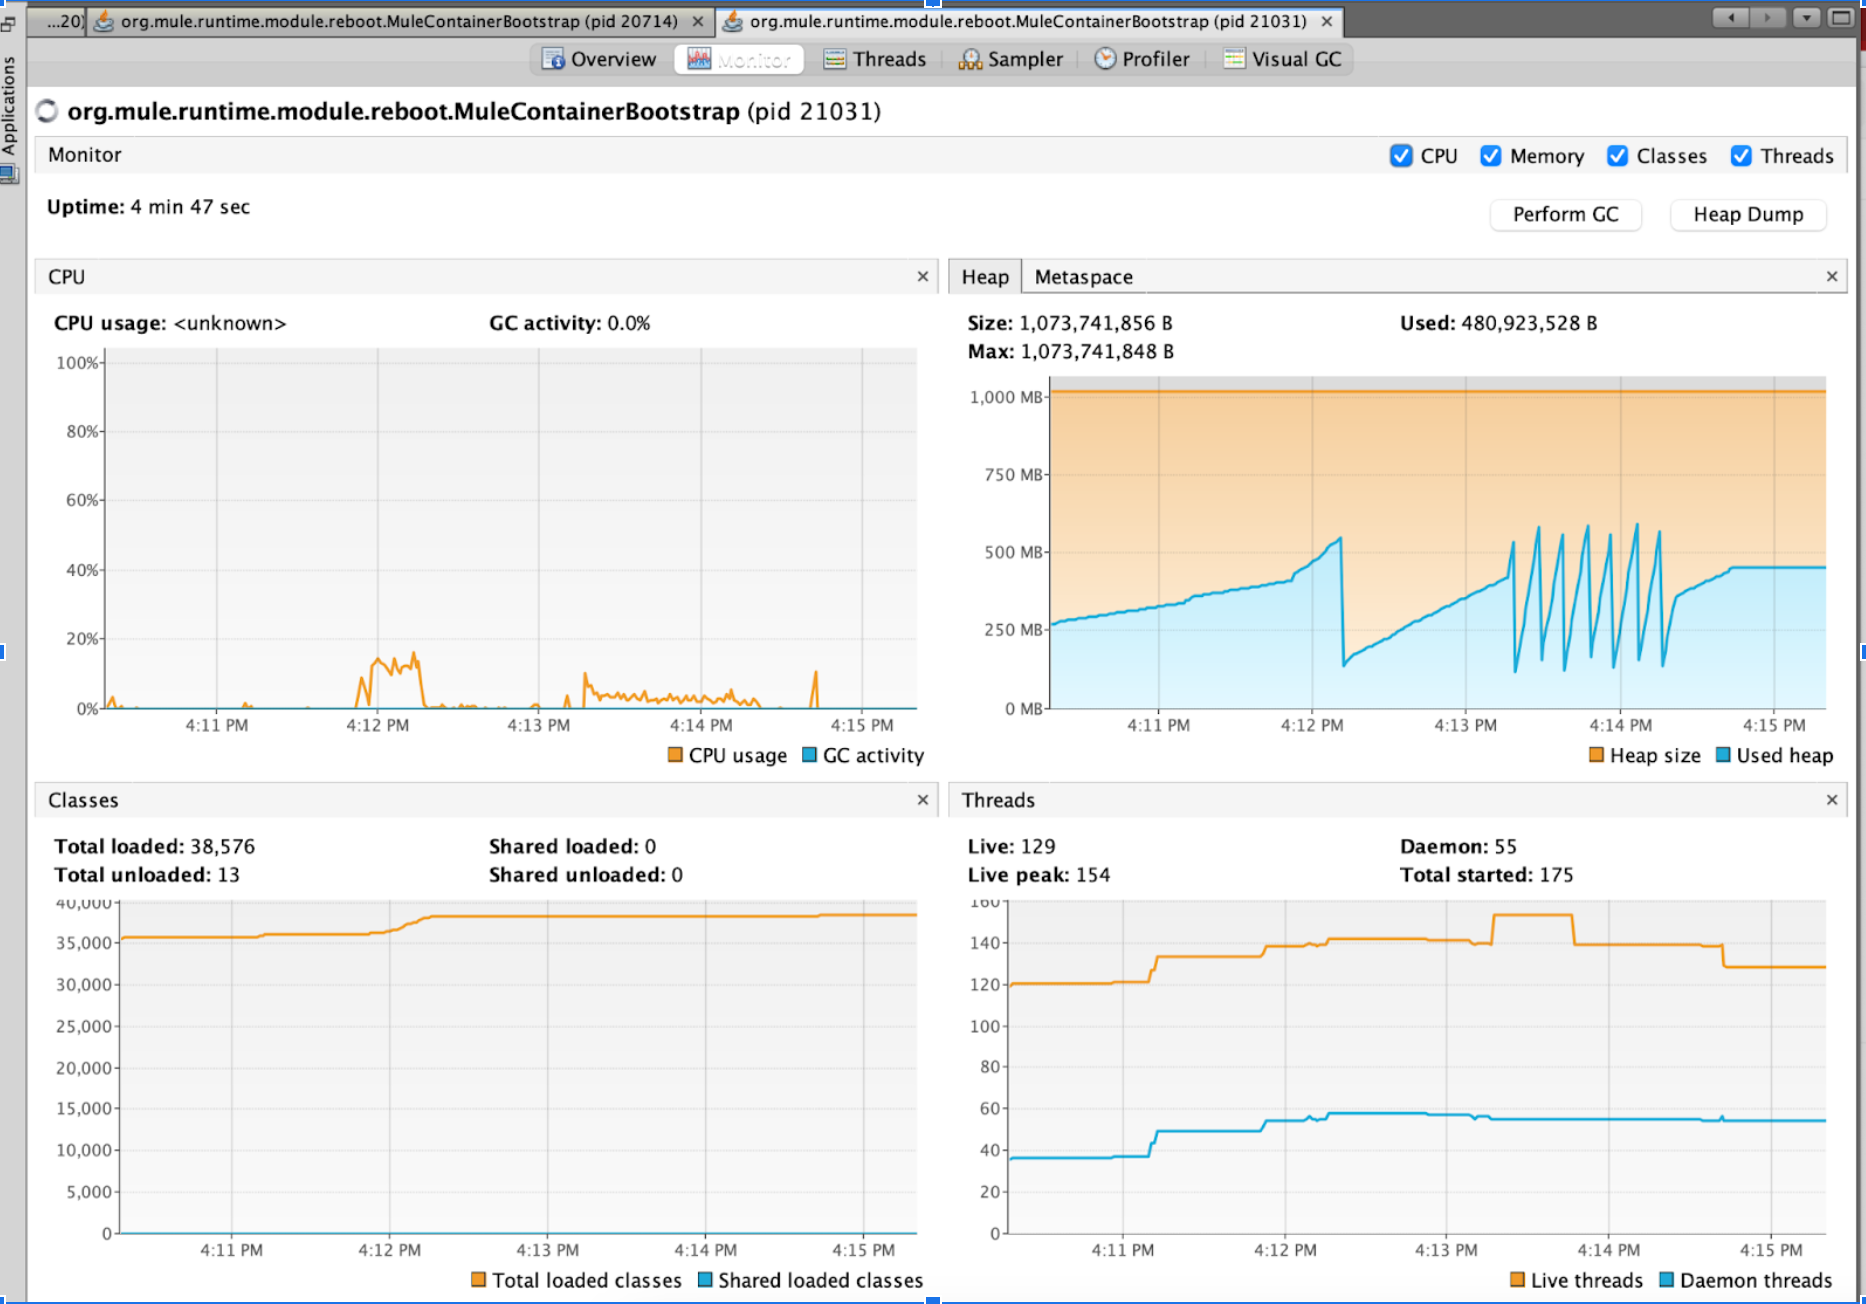 ...20)
org.mule.runtime.module.reboot.MuleContainerBootstrap (pid 20714)
org.mule.runtime.module.reboot.MuleContainerBootstrap (pid 21031)
Applications
Overview Monitor Threads Sampler Profiler Visual GC
org.mule.runtime.module.reboot.MuleContainerBootstrap (pid 21031)
Monitor
CPU Memory Classes Threads
Uptime: 4 min 47 sec
Perform GC Heap Dump
CPU
CPU usage: <unknown> GC activity: 0.0%
100%
80%
60%
40%
20%
0%
4:11 PM 4:12 PM 4:13 PM 4:14 PM 4:15 PM
CPU usage GC activity
Heap Metaspace
Size: 1,073,741,856 B Used: 480,923,528 B
Max: 1,073,741,848 B
1,000 MB
750 MB
500 MB
250 MB
0 MB
4:11 PM 4:12 PM 4:13 PM 4:14 PM 4:15 PM
Heap size Used heap
Classes
Total loaded: 38,576 Shared loaded: 0
Total unloaded: 13 Shared unloaded: 0
40,000
35,000
30,000
25,000
20,000
15,000
10,000
5,000
0
4:11 PM 4:12 PM 4:13 PM 4:14 PM 4:15 PM
Total loaded classes Shared loaded classes
Threads
Live: 129 Daemon: 55
Live peak: 154 Total started: 175
160
140
120
100
80
60
40
20
0
4:11 PM 4:12 PM 4:13 PM 4:14 PM 4:15 PM
Live threads Daemon threads